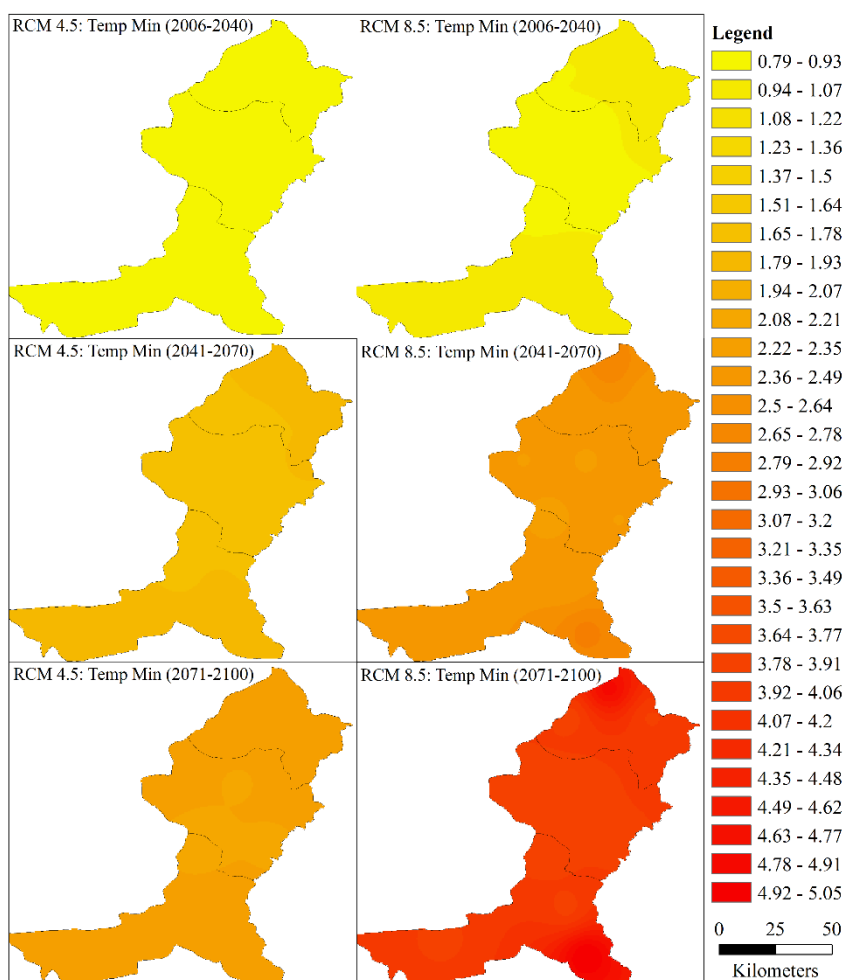 RCM 4.5: Temp Min (2006-2040)
RCM 8.5: Temp Min (2006-2040)
RCM 4.5: Temp Min (2041-2070)
RCM 8.5: Temp Min (2041-2070)
RCM 4.5: Temp Min (2071-2100)
RCM 8.5: Temp Min (2071-2100)
Legend
0.79 - 0.93
0.94 - 1.07
1.08 - 1.22
1.23 - 1.36
1.37 - 1.5
1.51 - 1.64
1.65 - 1.78
1.79 - 1.93
1.94 - 2.07
2.08 - 2.21
2.22 - 2.35
2.36 - 2.49
2.5 - 2.64
2.65 - 2.78
2.79 - 2.92
2.93 - 3.06
3.07 - 3.2
3.21 - 3.35
3.36 - 3.49
3.5 - 3.63
3.64 - 3.77
3.78 - 3.91
3.92 - 4.06
4.07 - 4.2
4.21 - 4.34
4.35 - 4.48
4.49 - 4.62
4.63 - 4.77
4.78 - 4.91
4.92 - 5.05
0 25 50
Kilometers